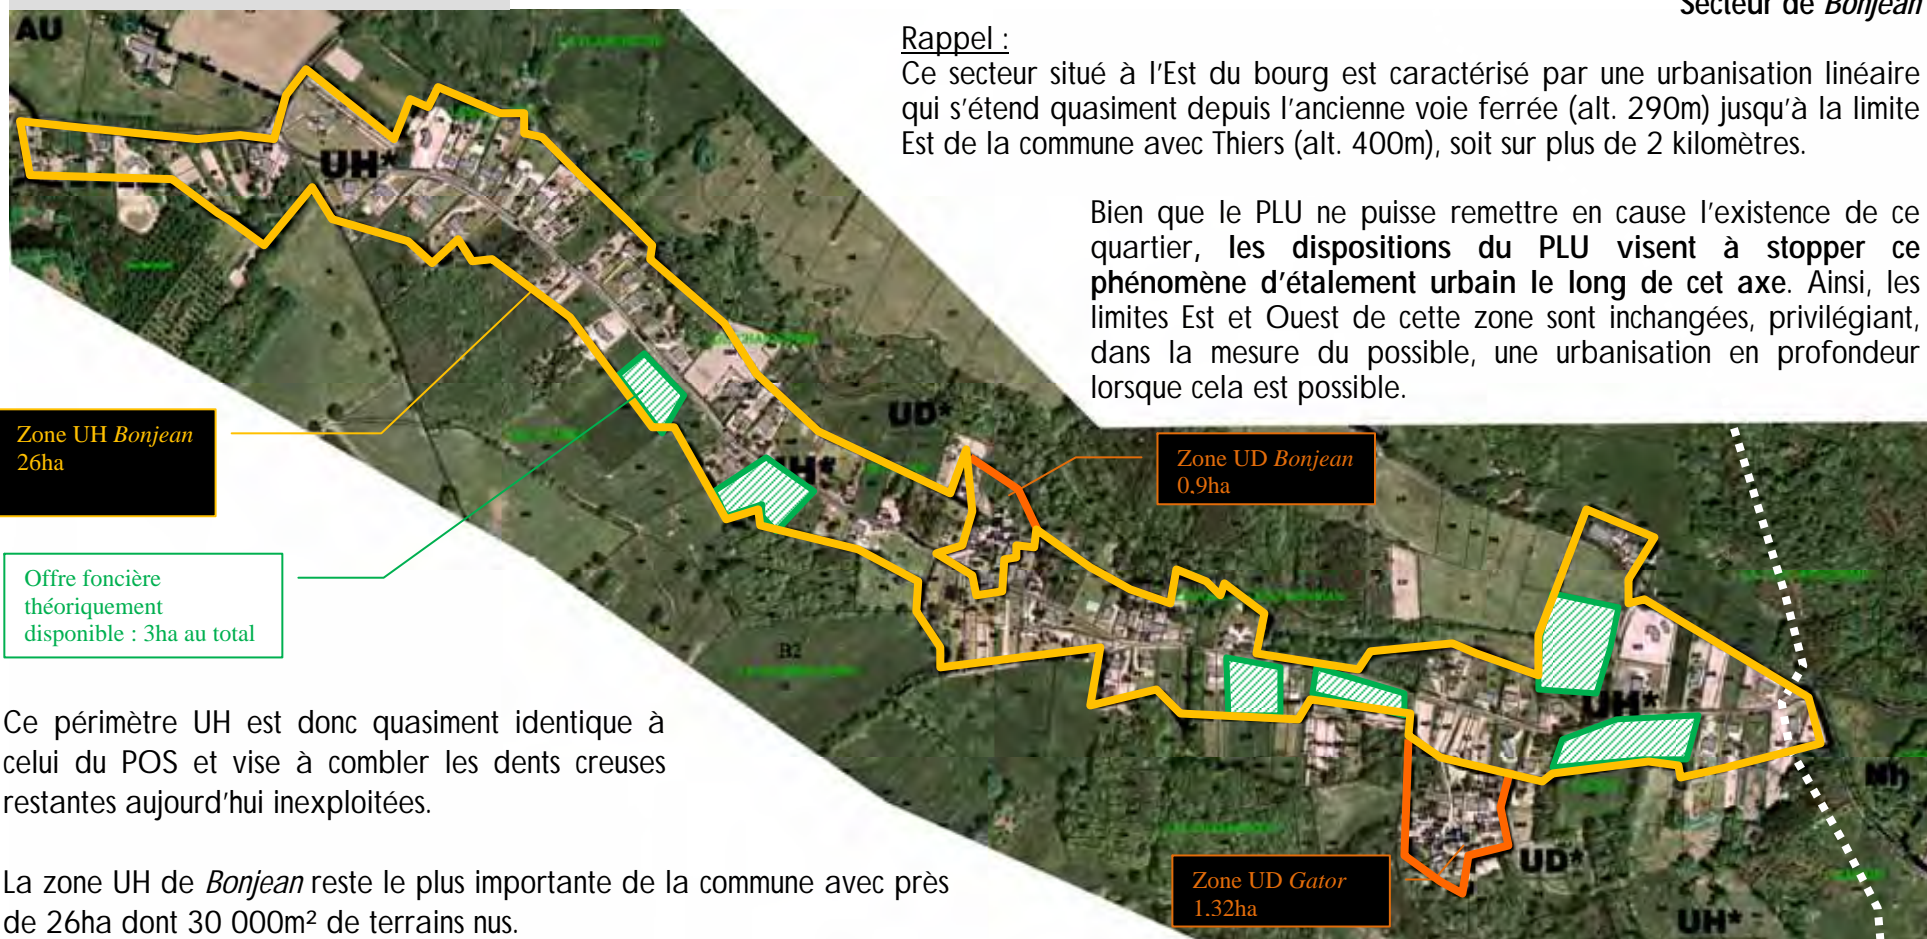 Secteur de Bonjean
AU
Rappel :
Ce secteur situé à l'Est du bourg est caractérisé par une urbanisation linéaire
qui s'étend quasiment depuis l'ancienne voie ferrée (alt. 290m) jusqu'à la limite
Est de la commune avec Thiers (alt. 400m), soit sur plus de 2 kilomètres.
UH*
Bien que le PLU ne puisse remettre en cause l'existence de ce
quartier, les dispositions du PLU visent à stopper ce
phénomène d'étalement urbain le long de cet axe. Ainsi, les
limites Est et Ouest de cette zone sont inchangées, privilégiant,
dans la mesure du possible, une urbanisation en profondeur
lorsque cela est possible.
UD*
Zone UH Bonjean
26ha
UH*
Zone UD Bonjean
0.9ha
Offre foncière
théoriquement
disponible : 3ha au total
B2
UH*
Ce périmètre UH est donc quasiment identique à
celui du POS et vise à combler les dents creuses
restantes aujourd'hui inexploitées.
Nh
UD*
Zone UD Gator
1.32ha
UH*
La zone UH de Bonjean reste le plus importante de la commune avec près
de 26ha dont 30 000m² de terrains nus.